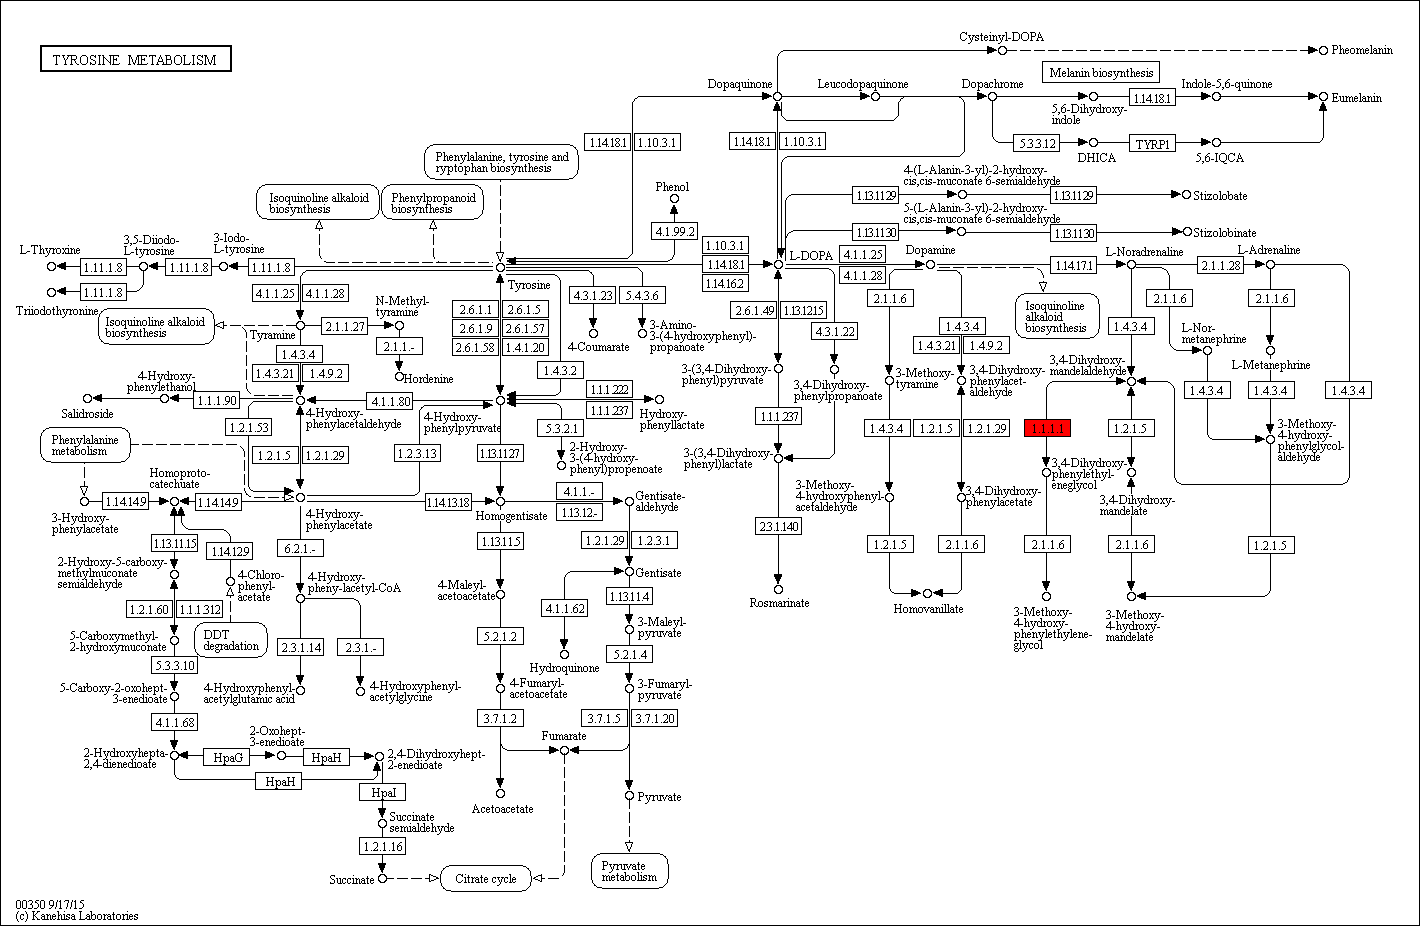 Cysteinyl-DOPA
Pheomelanin
TYROSINE METABOLISM
Melanin biosynthesis
Dopaquinone
Leucodopaquinone
Dopachrome
Indole-5,6-quinone
1.14.18.1
Eumelanin
5,6-Dihydroxy-
indole
1.14.18.1
1.10.3.1
1.14.18.1
1.10.3.1
5.3.3.12
TYRP1
DHICA
5,6-IQCA
Phenylalanine, tyrosine and
ryptophan biosynthesis
Isoquinoline alkaloid
biosynthesis
Phenylpropanoid
biosynthesis
Phenol
4-(L-Alanin-3-yl)-2-hydroxy-
cis,cis-muconate 6-semialdehyde
1.13.11.29
1.13.11.29
Stizolobate
5-(L-Alanin-3-yl)-2-hydroxy-
cis,cis-muconate 6-semialdehyde
1.13.11.30
1.13.11.30
Stizolobinate
4.1.99.2
L-Thyroxine
3,5-Diiodo-
L-tyrosine
3-Iodo-
L-tyrosine
1.11.1.8
1.11.1.8
1.11.1.8
1.11.1.8
Triiodothyronine
1.10.3.1
1.14.18.1
1.14.16.2
L-DOPA
4.1.1.25
4.1.1.28
Dopamine
1.14.17.1
L-Noradrenaline
2.1.1.28
L-Adrenaline
Tyrosine
4.1.1.25
4.1.1.28
N-Methyl-
tyramine
2.6.1.1
2.6.1.5
2.6.1.9
2.6.1.57
2.6.1.58
1.4.1.20
4.3.1.23
5.4.3.6
2.6.1.49
1.13.12.15
4.3.1.22
2.1.1.6
Isoquinoline
alkaloid
biosynthesis
2.1.1.6
2.1.1.6
Isoquinoline alkaloid
biosynthesis
Tyramine
2.1.1.27
2.1.1.-
Hordenine
4-Coumarate
3-Amino-
3-(4-hydroxyphenyl)-
propanoate
1.4.3.4
1.4.3.21
1.4.9.2
1.4.3.4
L-Nor-
metanephrine
L-Metanephrine
1.4.3.4
1.4.3.21
1.4.9.2
1.4.3.2
3-(3,4-Dihydroxy-
phenyl)pyruvate
3,4-Dihydroxy-
phenylpropanoate
3-Methoxy-
tyramine
3,4-Dihydroxy-
phenylacet-
aldehyde
3,4-Dihydroxy-
mandelaldehyde
1.4.3.4
1.4.3.4
1.4.3.4
4-Hydroxy-
phenylethanol
1.1.1.90
Salidroside
4-Hydroxy-
phenylacetaldehyde
4.1.1.80
4-Hydroxy-
phenylpyruvate
1.1.1.222
1.1.1.237
Hydroxy-
phenyllactate
1.1.1.237
1.2.1.53
5.3.2.1
1.4.3.4
1.2.1.5
1.2.1.29
1.1.1.1
1.2.1.5
3-Methoxy-
4-hydroxy-
phenylglycol-
aldehyde
Phenylalanine
metabolism
1.2.1.5
1.2.1.29
1.2.3.13
1.13.11.27
2-Hydroxy-
3-(4-hydroxy-
phenyl)propenoate
3-(3,4-Dihydroxy-
phenyl)lactate
3,4-Dihydroxy-
phenylethyl-
eneglycol
Homoproto-
catechuate
1.14.14.9
1.14.14.9
3-Hydroxy-
phenylacetate
4-Hydroxy-
phenylacetate
1.14.13.18
Homogentisate
4.1.1.-
1.13.12.-
Gentisate-
aldehyde
3-Methoxy-
4-hydroxyphenyl-
acetaldehyde
3,4-Dihydroxy-
phenylacetate
3,4-Dihydroxy-
mandelate
2.3.1.140
1.13.11.15
1.14.12.9
6.2.1.-
1.13.11.5
1.2.1.29
1.2.3.1
1.2.1.5
2.1.1.6
2.1.1.6
2.1.1.6
1.2.1.5
2-Hydroxy-5-carboxy-
methylmuconate
semialdehyde
4-Chloro-
phenyl-
acetate
4-Hydroxy-
pheny-lacetyl-CoA
4-Maleyl-
acetoacetate
Gentisate
Rosmarinate
Homovanillate
3-Methoxy-
4-hydroxy-
phenylethylene-
glycol
3-Methoxy-
4-hydroxy-
mandelate
1.2.1.60
1.1.1.312
4.1.1.62
1.13.11.4
5-Carboxymethyl-
2-hydroxymuconate
DDT
degradation
2.3.1.14
2.3.1.-
5.2.1.2
3-Maleyl-
pyruvate
5.2.1.4
Hydroquinone
5.3.3.10
5-Carboxy-2-oxohept-
3-enedioate
4-Hydroxyphenyl-
acetylglutamic acid
4-Hydroxyphenyl-
acetylglycine
4-Fumaryl-
acetoacetate
3-Fumaryl-
pyruvate
4.1.1.68
3.7.1.2
3.7.1.5
3.7.1.20
2-Oxohept-
3-enedioate
Fumarate
2-Hydroxyhepta-
2,4-dienedioate
HpaG
HpaH
2,4-Dihydroxyhept-
2-enedioate
HpaH
HpaI
Acetoacetate
Pyruvate
Succinate
semialdehyde
1.2.1.16
Succinate
Citrate cycle
Pyruvate
metabolism
00350 9/17/15
(c) Kanehisa Laboratories